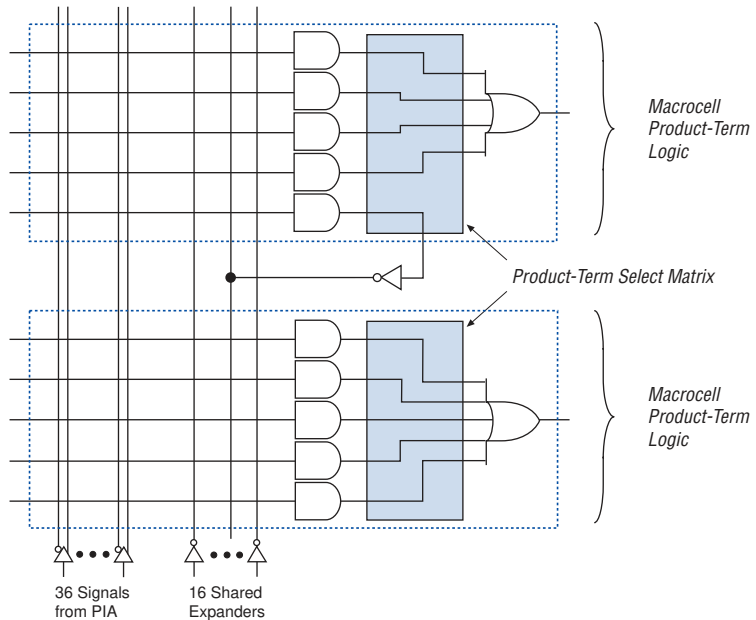 Macrocell
Product-Term
Logic
Product-Term Select Matrix
Macrocell
Product-Term
Logic
36 Signals
from PIA
16 Shared
Expanders